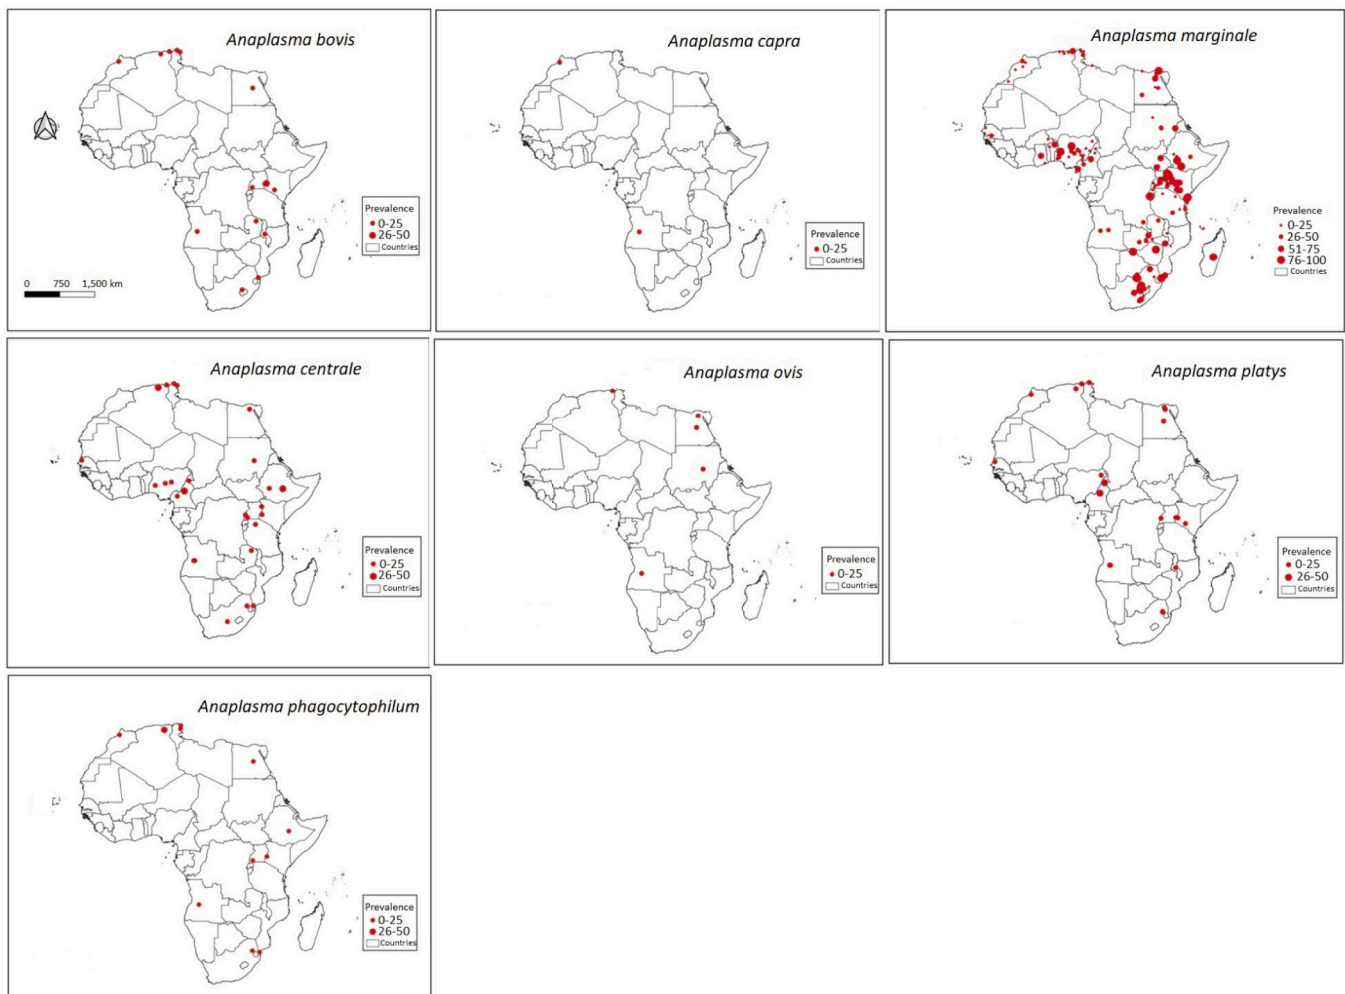 Anaplasma bovis
Prevalence
0-25
26-50
Countries
0 750 1,500 km
Anaplasma capra
Prevalence
0-25
Countries
Anaplasma marginale
Prevalence
0-25
26-50
51-75
76-100
Countries
Anaplasma centrale
Prevalence
0-25
26-50
Countries
Anaplasma ovis
Prevalence
0-25
Countries
Anaplasma platys
Prevalence
0-25
26-50
Countries
Anaplasma phagocytophilum
Prevalence
0-25
26-50
Countries